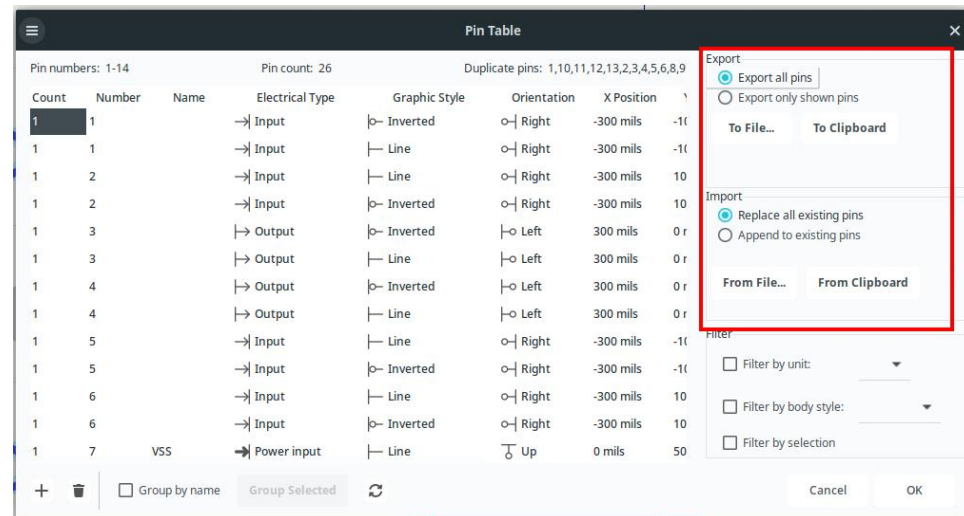 Pin Table
Pin numbers: 1-14 Pin count: 26 Duplicate pins: 1,10,11,12,13,2,3,4,5,6,8,9
Count Number Name Electrical Type Graphic Style Orientation X Position
1 1 Input Inverted Right -300 mils
1 1 Input Line Right -300 mils
1 2 Input Line Right -300 mils 10
1 2 Input Inverted Right -300 mils 10
1 3 Output Inverted Left 300 mils
1 3 Output Line Left 300 mils
1 4 Output Inverted Left 300 mils
1 4 Output Line Left 300 mils
1 5 Input Line Right -300 mils
1 5 Input Inverted Right -300 mils
1 6 Input Line Right -300 mils 10
1 6 Input Inverted Right -300 mils 10
1 7 VSS Power input Line Up 0 mils 50
Group by name Group Selected
Export
Export all pins
Export only shown pins
To File... To Clipboard
Import
Replace all existing pins
Append to existing pins
From File... From Clipboard
Filter
Filter by unit:
Filter by body style:
Filter by selection
Cancel OK